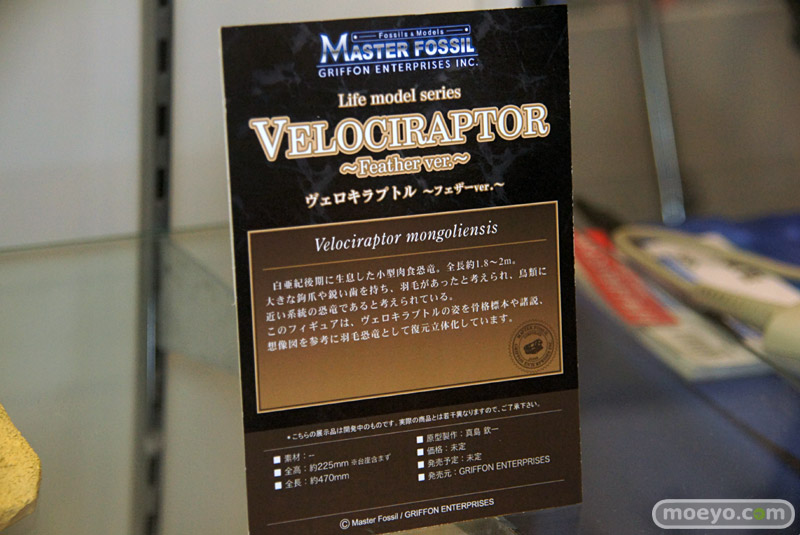 Fossils & Models
MASTER FOSSIL
GRIFFON ENTERPRISES INC.
Life model series
VELOCIRAPTOR
～Feather ver.～
ヴェロキラプトル ～フェザーver.～
Velociraptor mongoliensis
白亜紀後期に生息した小型肉食恐竜。全長約1.8～2m。
大きな鉤爪や鋭い歯を持ち、羽毛があったと考えられ、鳥類に
近い系統の恐竜であると考えられている。
このフィギュアは、ヴェロキラプトルの姿を骨格標本や諸説、
想像図を参考に羽毛恐竜として復元立体化しています。
＊こちらの展示品は開発中のものです。実際の商品とは若干異なりますので、ご了承下さい。
■ 素材：--
■ 全高：約225mm ※台座含まず
■ 全長：約470mm
■ 原型製作：真島 欽一
■ 価格：未定
■ 発売予定：未定
■ 発売元：GRIFFON ENTERPRISES
© Master Fossil / GRIFFON ENTERPRISES
moeyo.com